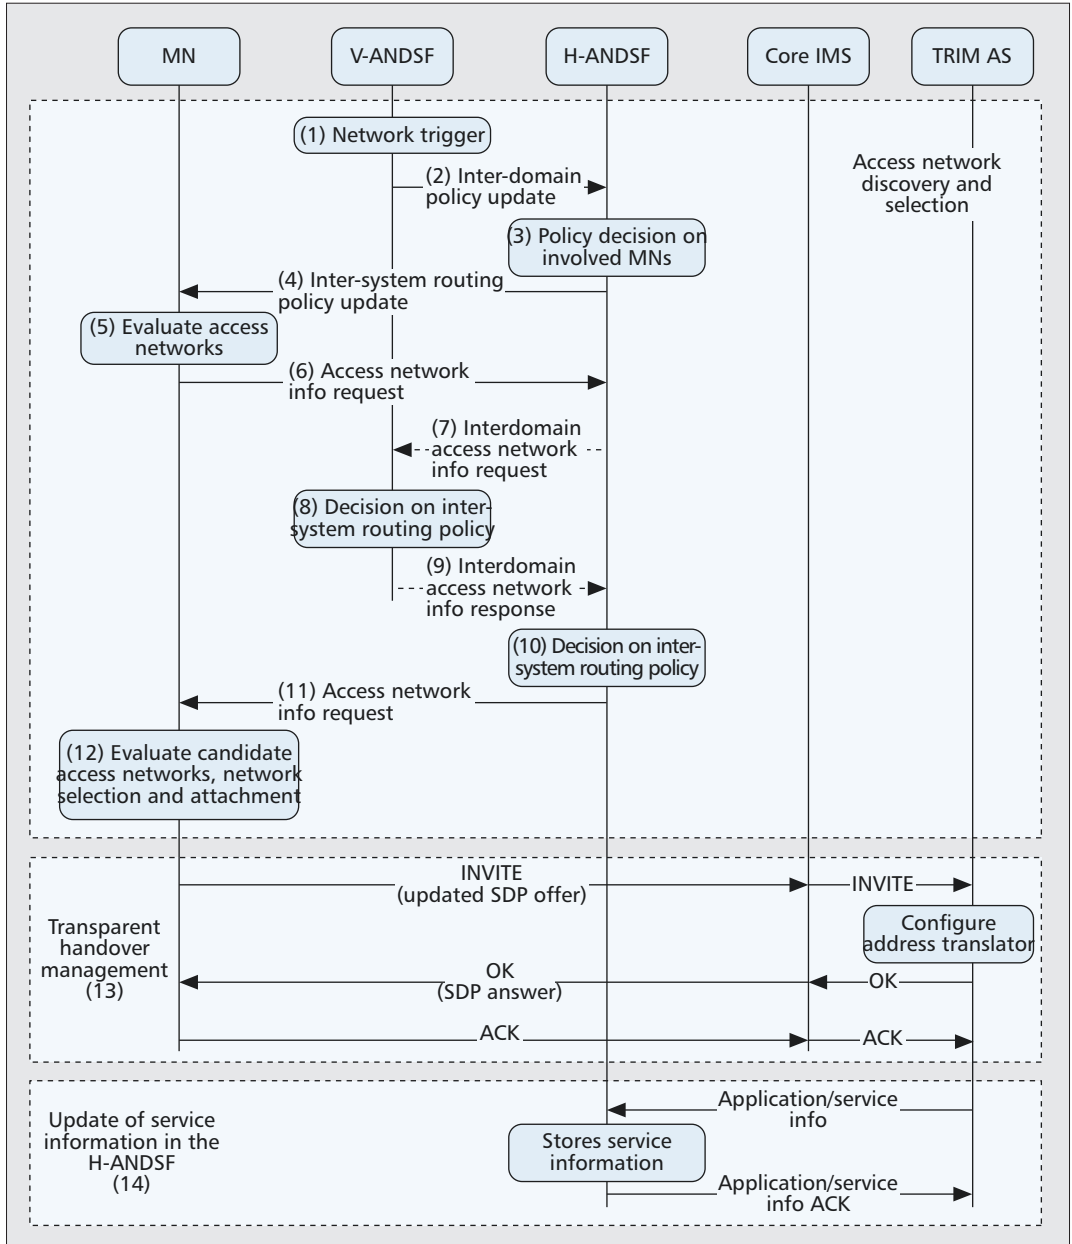 MN
V-ANDSF
H-ANDSF
Core IMS
TRIM AS
(1) Network trigger
Access network
discovery and
selection
(2) Inter-domain
policy update
(3) Policy decision on
involved MNs
(4) Inter-system routing
policy update
(5) Evaluate access
networks
(6) Access network
info request
(7) Interdomain
access network
info request
(8) Decision on inter-
system routing policy
(9) Interdomain
access network
info response
(10) Decision on inter-
system routing policy
(11) Access network
info request
(12) Evaluate candidate
access networks, network
selection and attachment
Transparent
handover
management
(13)
INVITE
(updated SDP offer)
INVITE
Configure
address translator
OK
(SDP answer)
OK
ACK
ACK
Update of service
information in the
H-ANDSF
(14)
Application/service
info
Stores service
information
Application/service
info ACK